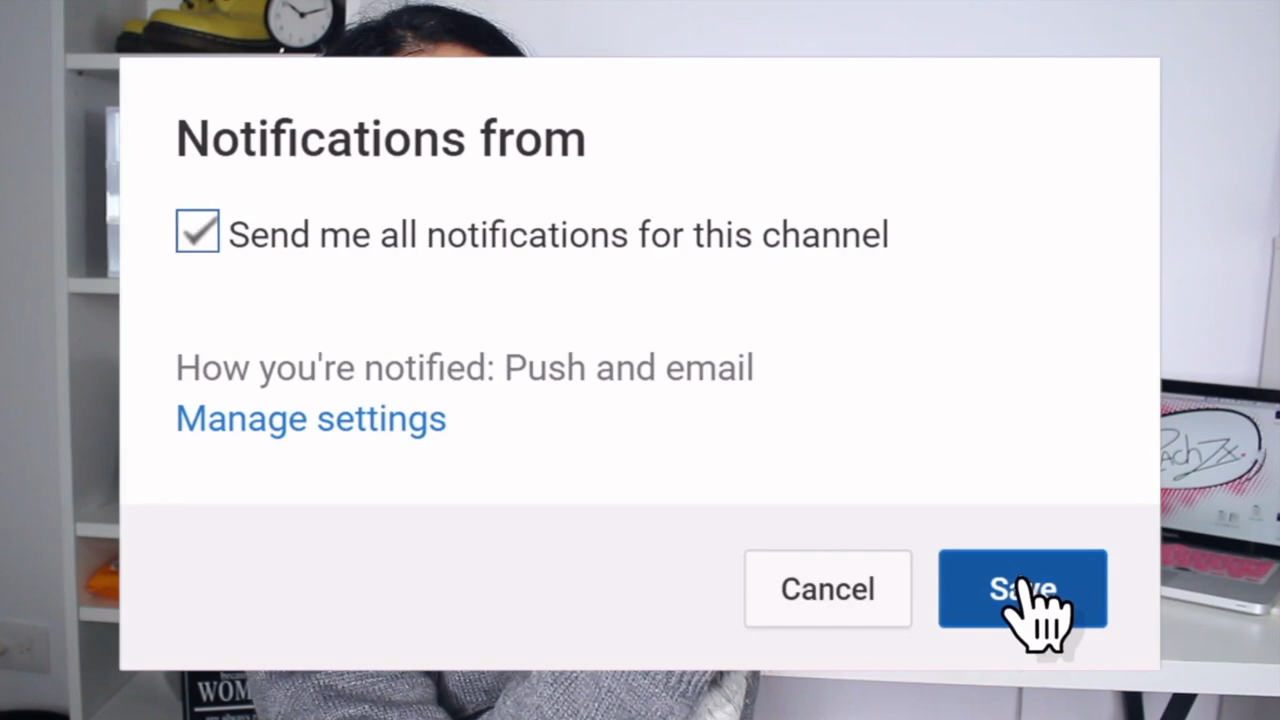 Notifications from
Send me all notifications for this channel
How you're notified: Push and email
Manage settings
Cancel
Save